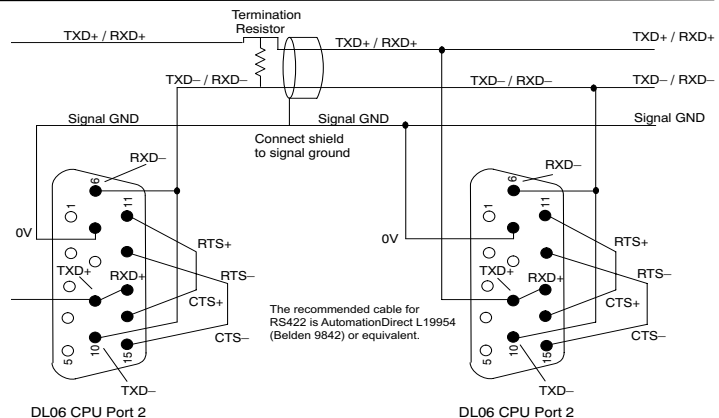 Termination
Resistor
TXD+ / RXD+
TXD+ / RXD+
TXD+ / RXD+
TXD– / RXD–
TXD– / RXD–
TXD– / RXD–
Signal GND
Signal GND
Signal GND
Connect shield
to signal ground
RXD–
6
1
11
0V
RTS+
TXD+
RXD+
RTS–
CTS+
CTS–
5
10
15
TXD–
DL06 CPU Port 2
The recommended cable for
RS422 is AutomationDirect L19954
(Belden 9842) or equivalent.
RXD–
6
1
11
0V
RTS+
TXD+
RXD+
RTS–
CTS+
CTS–
5
10
15
TXD–
DL06 CPU Port 2